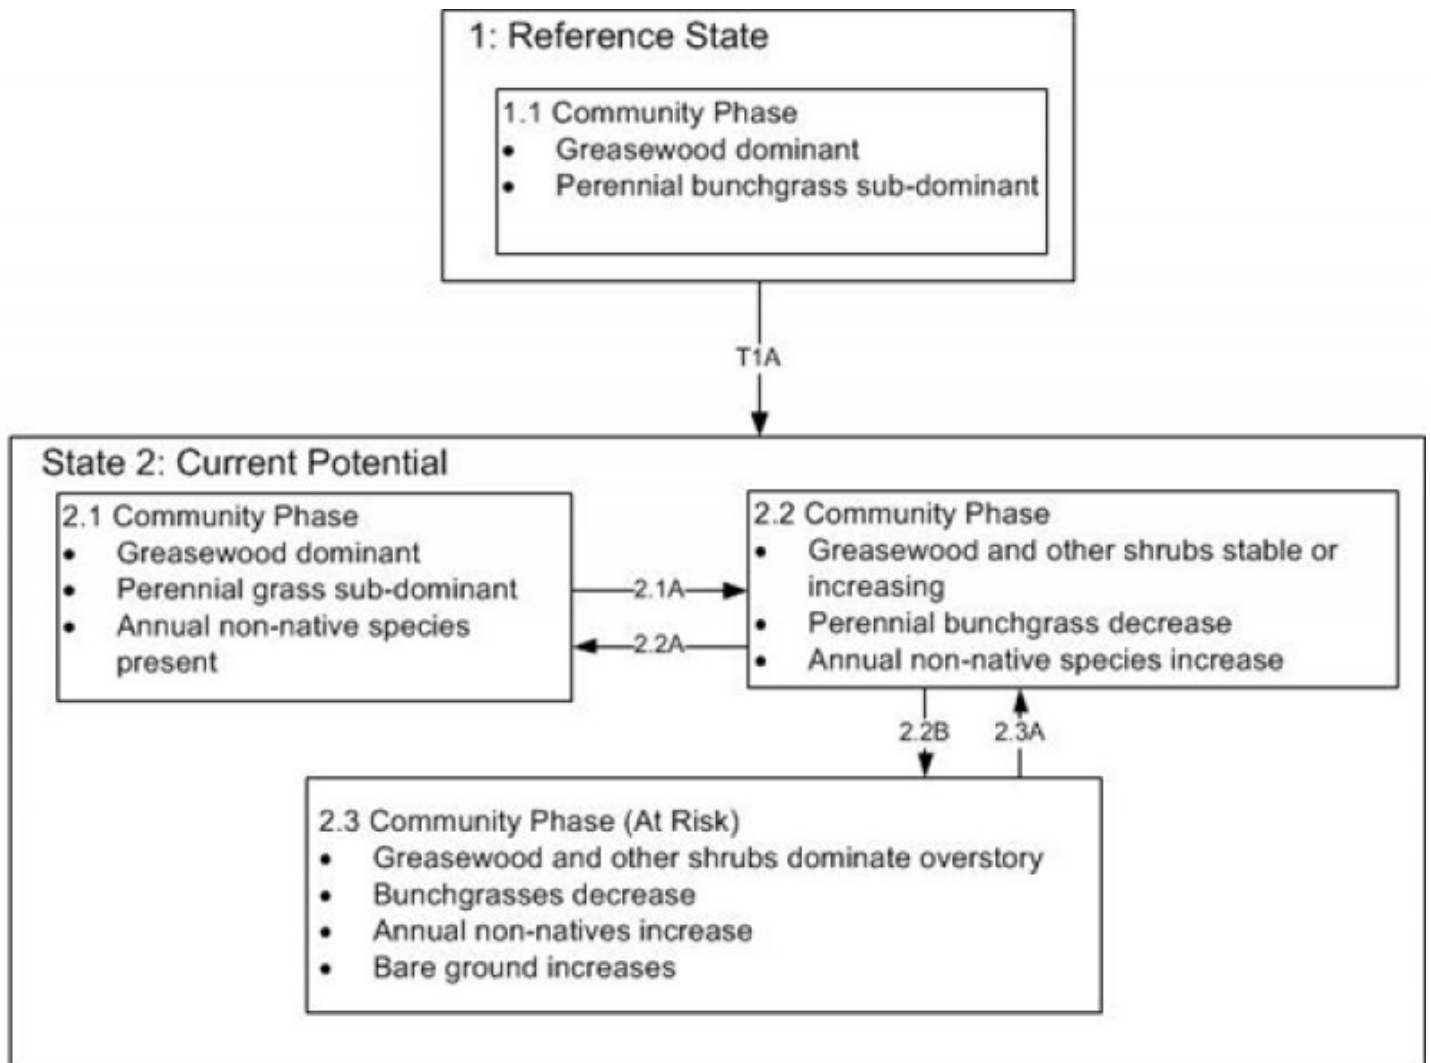 1: Reference State
1.1 Community Phase
• Greasewood dominant
• Perennial bunchgrass sub-dominant
T1A
State 2: Current Potential
2.1 Community Phase
• Greasewood dominant
• Perennial grass sub-dominant
• Annual non-native species
present
2.1A
2.2A
2.2 Community Phase
• Greasewood and other shrubs stable or
increasing
• Perennial bunchgrass decrease
• Annual non-native species increase
2.2B
2.3A
2.3 Community Phase (At Risk)
• Greasewood and other shrubs dominate overstory
• Bunchgrasses decrease
• Annual non-natives increase
• Bare ground increases